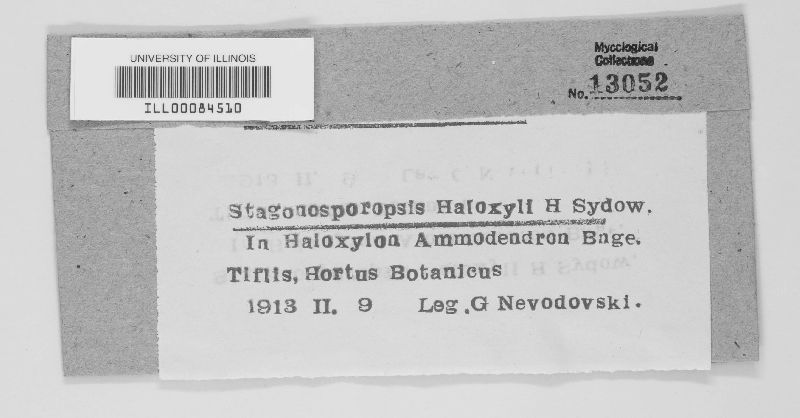 UNIVERSITY OF ILLINOIS
ILL00084510
Mycological
Collections
No. 13052
Stagonosporopsis Haloxyli H Sydow.
In Haloxylon Ammodendron Bnge.
Tiflis, Hortus Botanicus
1913 II. 9 Leg .G Nevodovski.